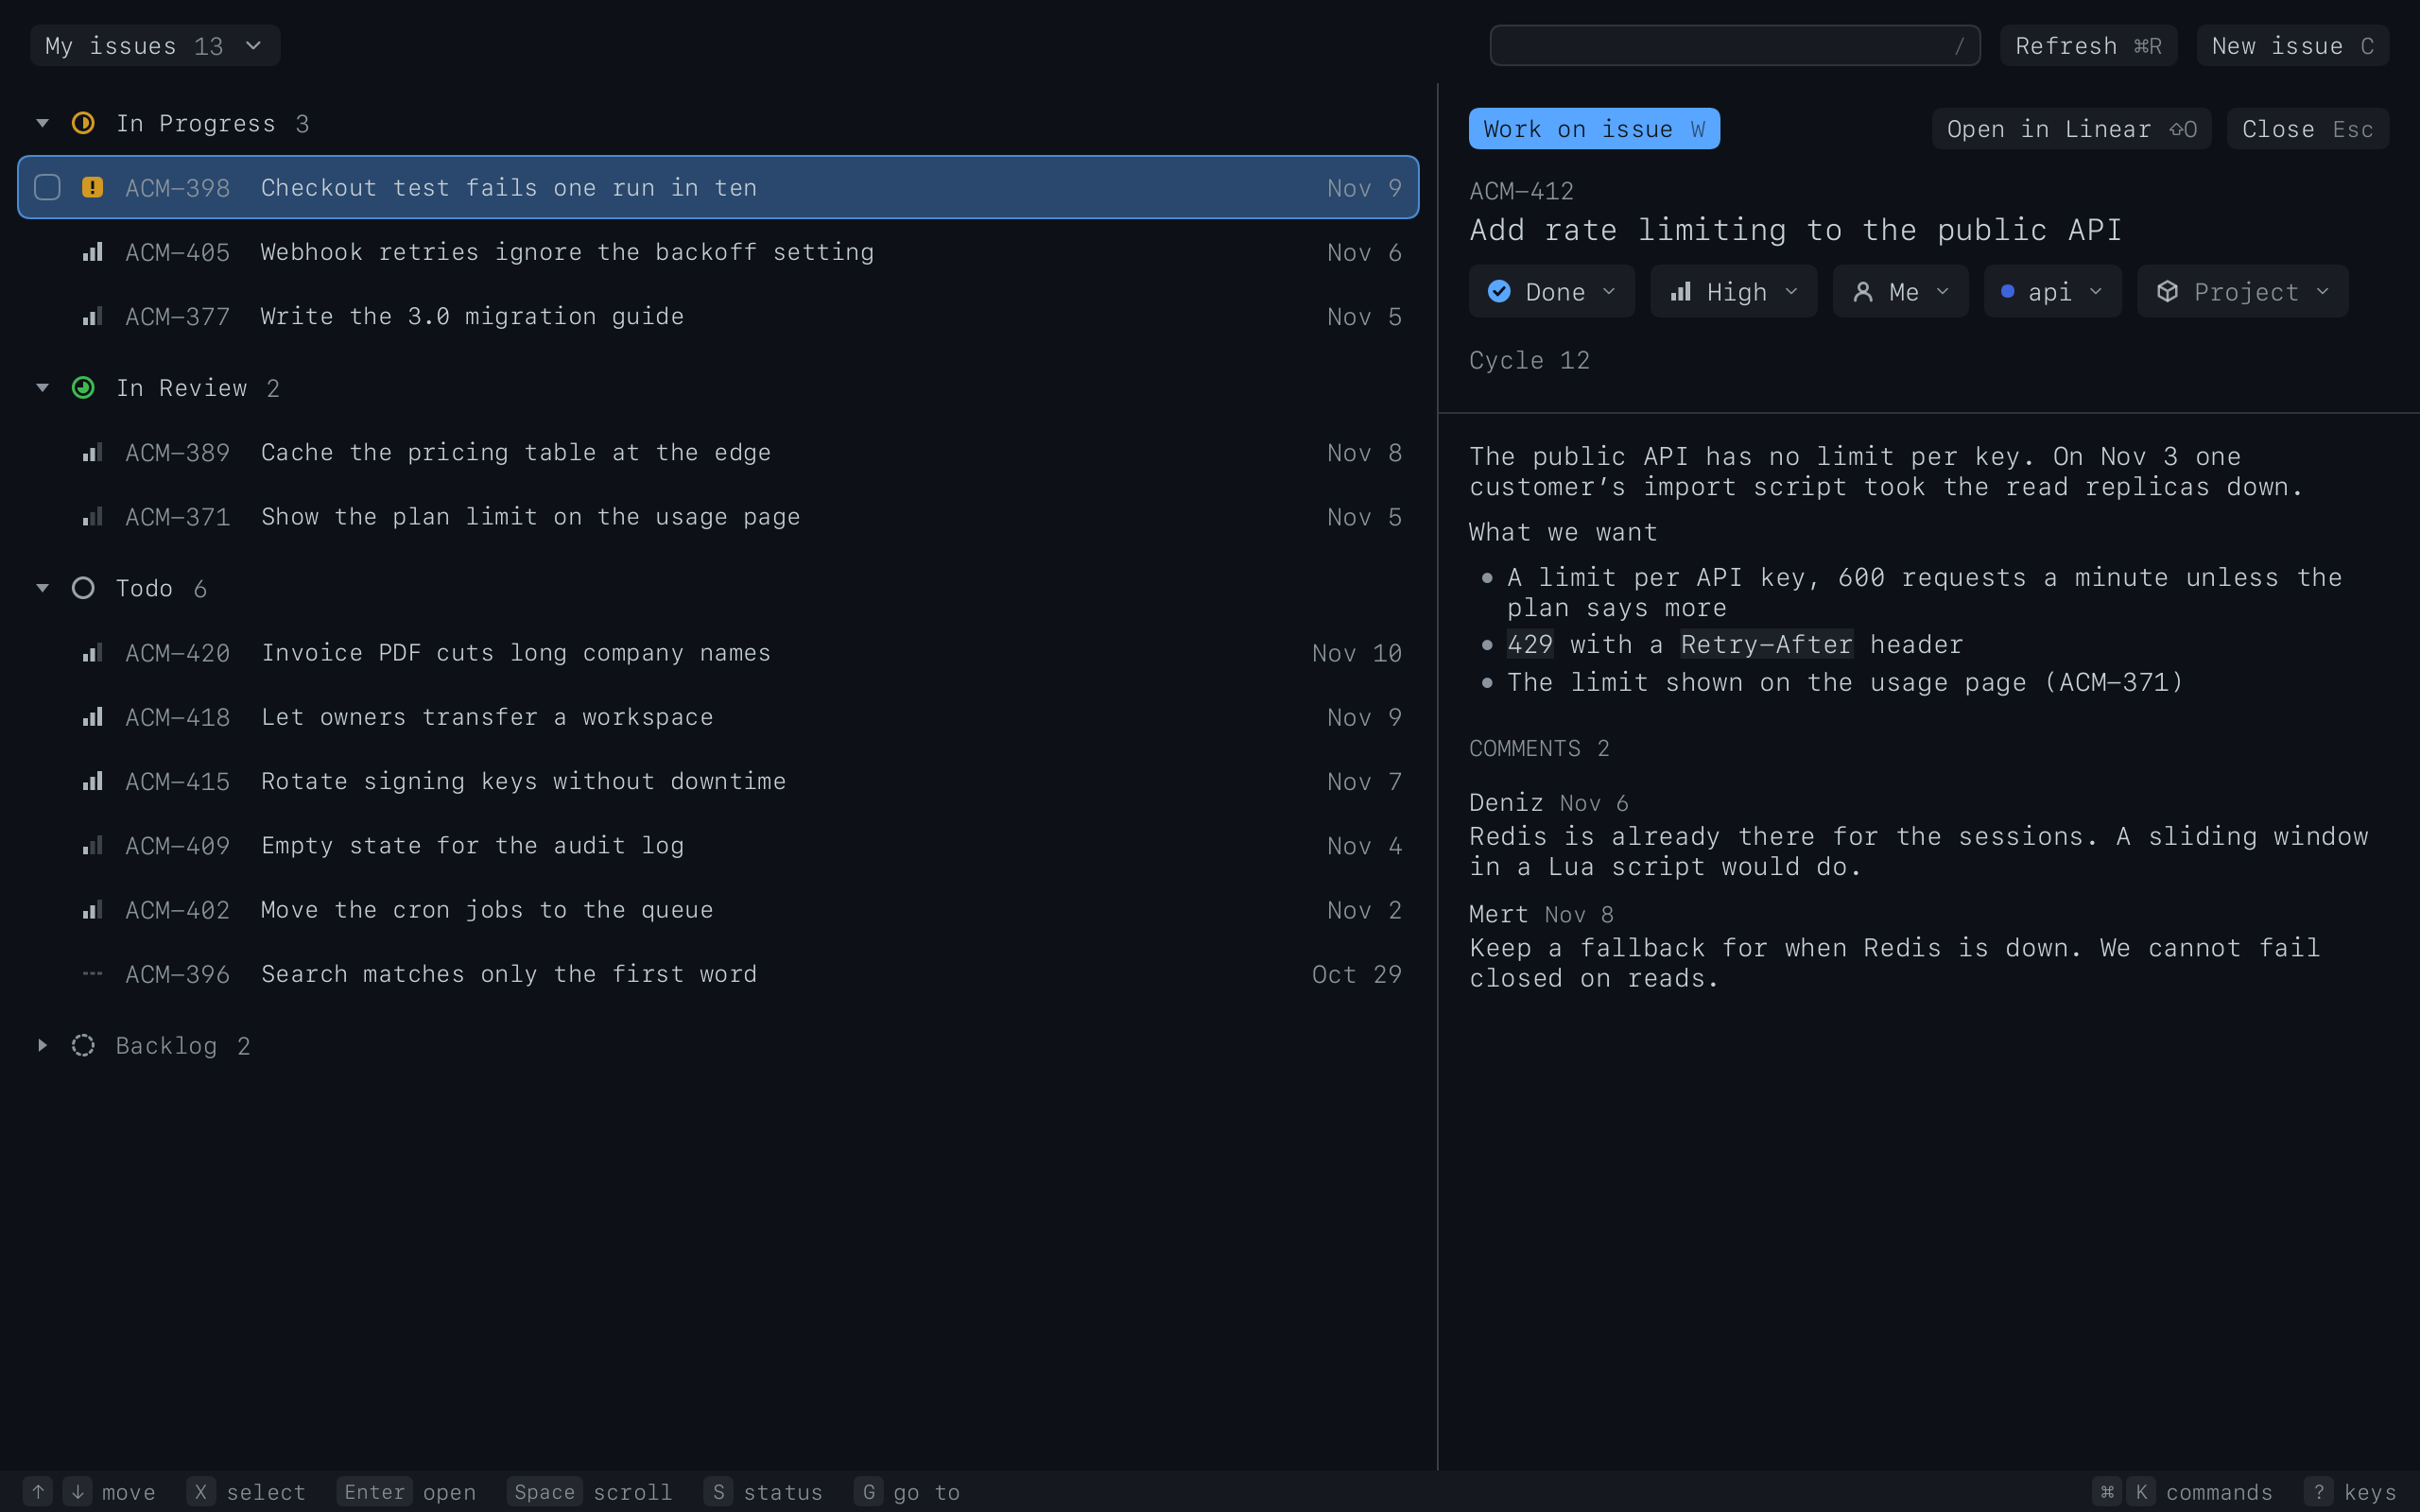 My issues 13
/
Refresh ⌘R
New issue C
In Progress 3
ACM-398 Checkout test fails one run in ten Nov 9
ACM-405 Webhook retries ignore the backoff setting Nov 6
ACM-377 Write the 3.0 migration guide Nov 5
In Review 2
ACM-389 Cache the pricing table at the edge Nov 8
ACM-371 Show the plan limit on the usage page Nov 5
Todo 6
ACM-420 Invoice PDF cuts long company names Nov 10
ACM-418 Let owners transfer a workspace Nov 9
ACM-415 Rotate signing keys without downtime Nov 7
ACM-409 Empty state for the audit log Nov 4
ACM-402 Move the cron jobs to the queue Nov 2
ACM-396 Search matches only the first word Oct 29
Backlog 2
Work on issue W
Open in Linear ⇧O
Close Esc
ACM-412
Add rate limiting to the public API
Done High Me api Project
Cycle 12
The public API has no limit per key. On Nov 3 one
customer’s import script took the read replicas down.
What we want
• A limit per API key, 600 requests a minute unless the
plan says more
• 429 with a Retry-After header
• The limit shown on the usage page (ACM-371)
COMMENTS 2
Deniz Nov 6
Redis is already there for the sessions. A sliding window
in a Lua script would do.
Mert Nov 8
Keep a fallback for when Redis is down. We cannot fail
closed on reads.
↑ ↓ move X select Enter open Space scroll S status G go to
⌘ K commands ? keys